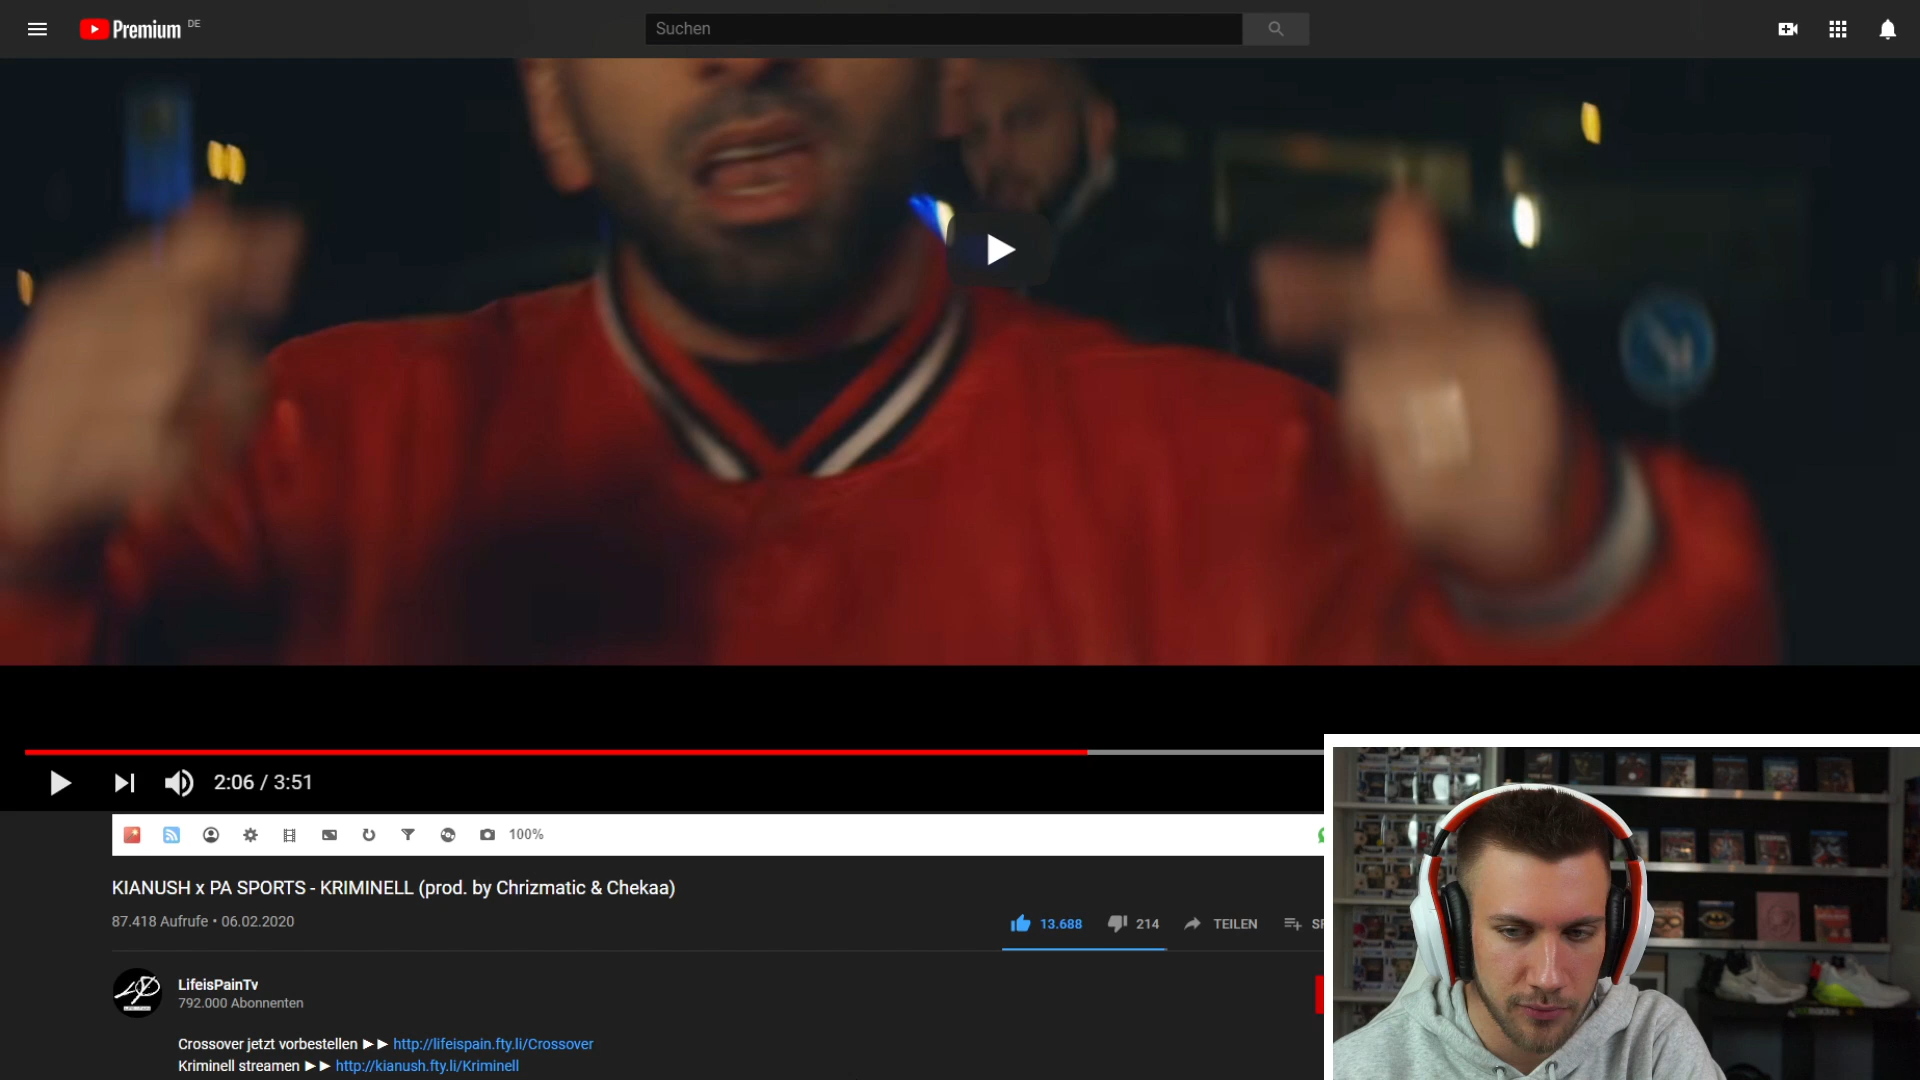 Premium DE
Suchen
2:06 / 3:51
100%
KIANUSH x PA SPORTS - KRIMINELL (prod. by Chrizmatic & Chekaa)
87.418 Aufrufe • 06.02.2020
13.688
214
TEILEN
LifeisPainTv
792.000 Abonnenten
Crossover jetzt vorbestellen ►► http://lifeispain.fty.li/Crossover
Kriminell streamen ►► http://kianush.fty.li/Kriminell